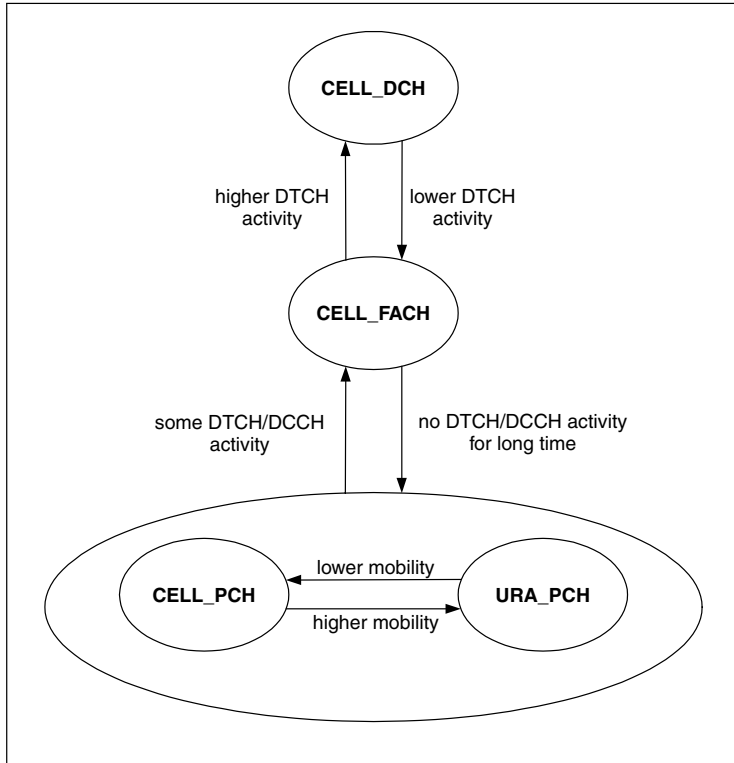 CELL_DCH
higher DTCH
activity
lower DTCH
activity
CELL_FACH
some DTCH/DCCH
activity
no DTCH/DCCH activity
for long time
lower mobility
CELL_PCH
URA_PCH
higher mobility